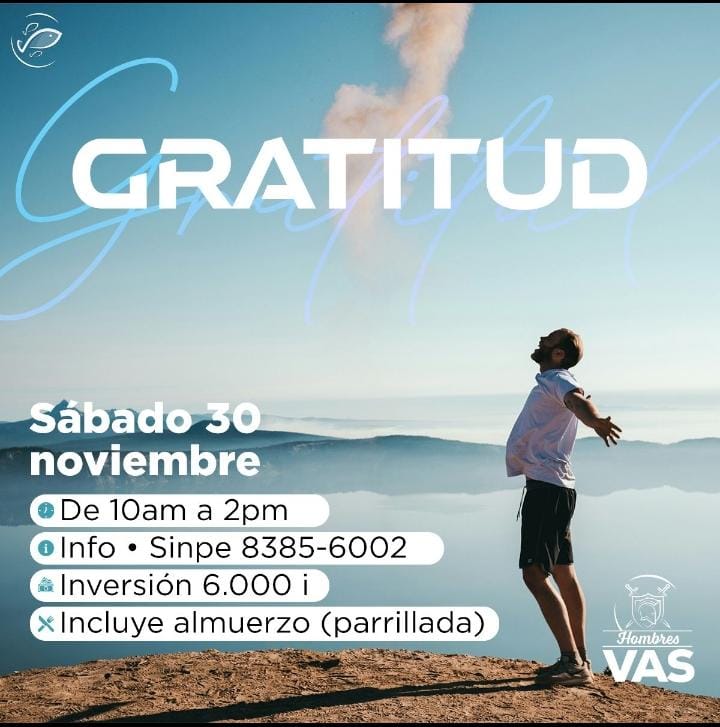 GRATITUD
Gratitud
Sábado 30
noviembre
De 10am a 2pm
Info • Sinpe 8385-6002
Inversión 6.000 i
Incluye almuerzo (parrillada)
Hombres
VAS